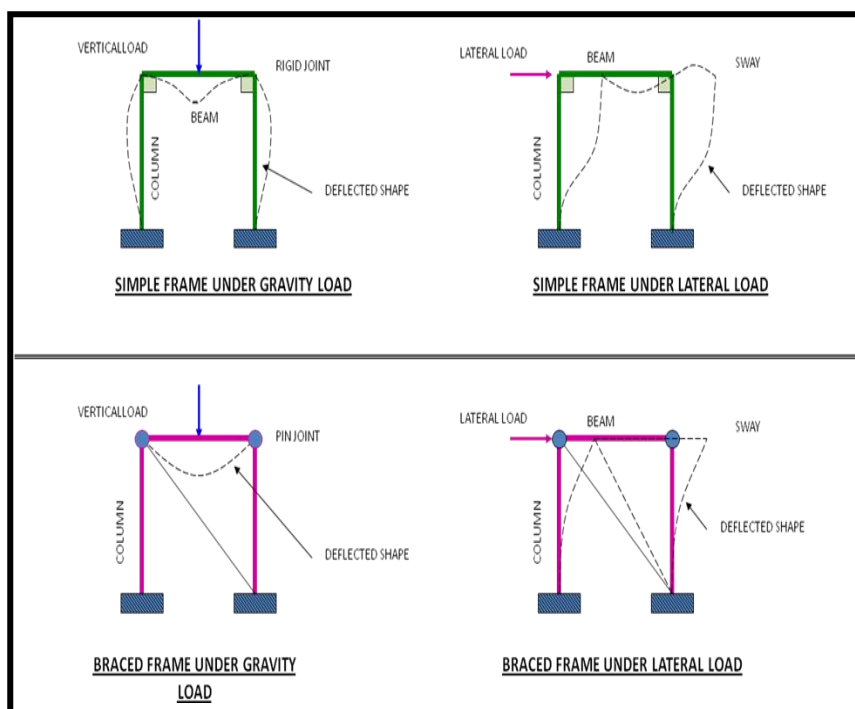 VERTICALLOAD
RIGID JOINT
BEAM
COLUMN
DEFLECTED SHAPE
SIMPLE FRAME UNDER GRAVITY LOAD
LATERAL LOAD
BEAM
SWAY
COLUMN
DEFLECTED SHAPE
SIMPLE FRAME UNDER LATERAL LOAD
VERTICALLOAD
PIN JOINT
COLUMN
DEFLECTED SHAPE
BRACED FRAME UNDER GRAVITY
LOAD
LATERAL LOAD
BEAM
SWAY
COLUMN
DEFLECTED SHAPE
BRACED FRAME UNDER LATERAL LOAD